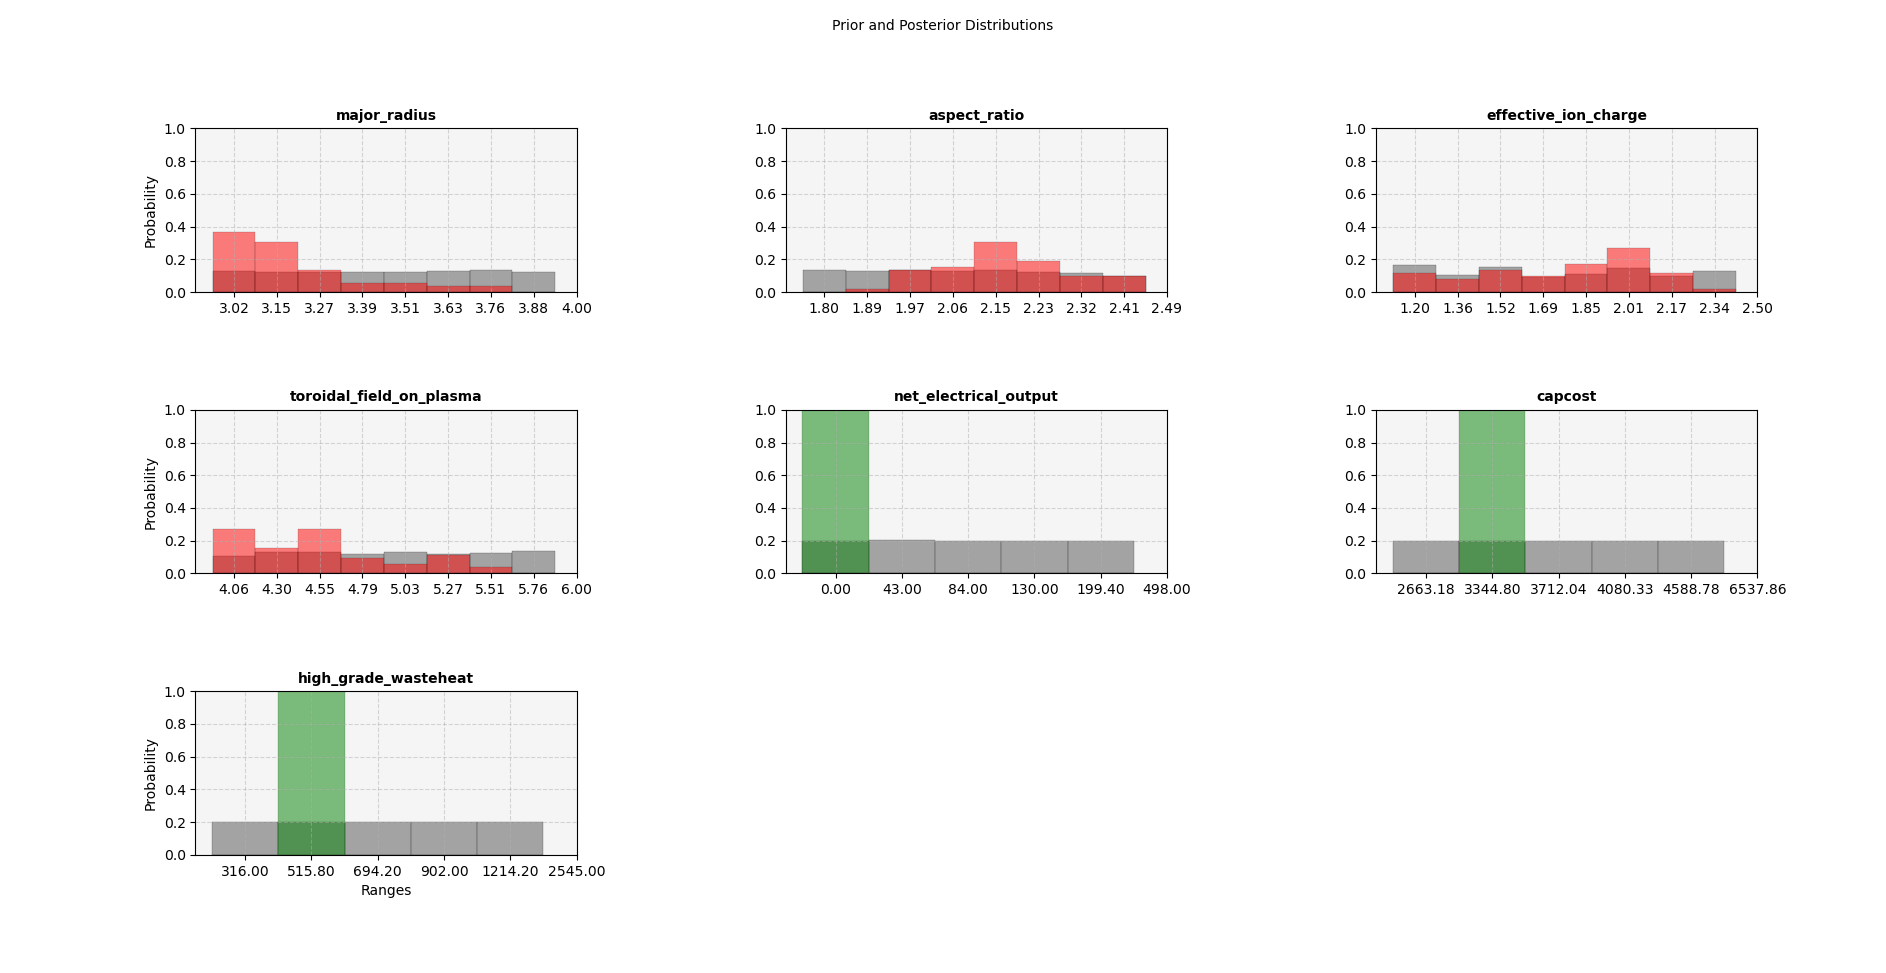 Prior and Posterior Distributions
major_radius
1.0
0.8
0.6
0.4
0.2
0.0
Probability
3.02 3.15 3.27 3.39 3.51 3.63 3.76 3.88 4.00
aspect_ratio
1.0
0.8
0.6
0.4
0.2
0.0
1.80 1.89 1.97 2.06 2.15 2.23 2.32 2.41 2.49
effective_ion_charge
1.0
0.8
0.6
0.4
0.2
0.0
1.20 1.36 1.52 1.69 1.85 2.01 2.17 2.34 2.50
toroidal_field_on_plasma
1.0
0.8
0.6
0.4
0.2
0.0
Probability
4.06 4.30 4.55 4.79 5.03 5.27 5.51 5.76 6.00
net_electrical_output
1.0
0.8
0.6
0.4
0.2
0.0
0.00 43.00 84.00 130.00 199.40 498.00
capcost
1.0
0.8
0.6
0.4
0.2
0.0
2663.18 3344.80 3712.04 4080.33 4588.78 6537.86
high_grade_wasteheat
1.0
0.8
0.6
0.4
0.2
0.0
Probability
316.00 515.80 694.20 902.00 1214.20 2545.00
Ranges